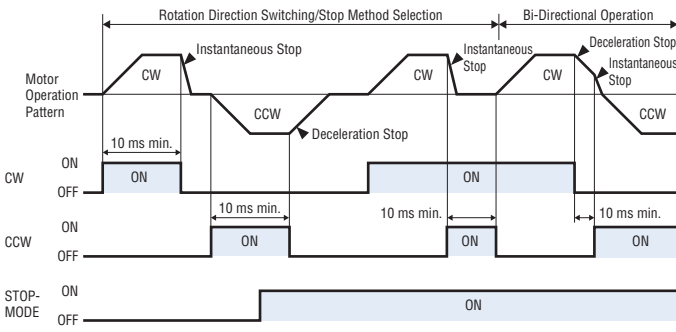 Rotation Direction Switching/Stop Method Selection
Bi-Directional Operation
Motor
Operation
Pattern
CW
Instantaneous Stop
CCW
Deceleration Stop
CW
Instantaneous
Stop
CW
Deceleration Stop
Instantaneous
Stop
CCW
10 ms min.
CW
ON
OFF
ON
ON
10 ms min.
10 ms min.
10 ms min.
CCW
ON
OFF
ON
ON
ON
STOP-
MODE
ON
OFF
ON